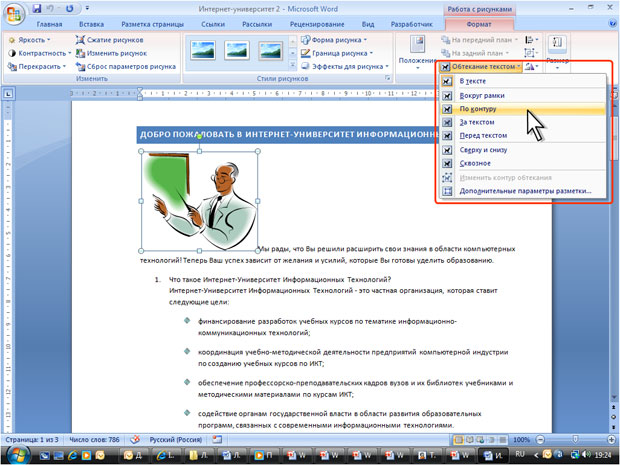 Интернет-университет 2 - Microsoft Word
Работа с рисунками
Главная Вставка Разметка страницы Ссылки Рассылки Рецензирование Вид Разработчик Формат
Яркость Сжатие рисунков Форма рисунка На передний план
Контрастность Изменить рисунок Граница рисунка Положение На задний план
Перекрасить Сброс параметров рисунка Эффекты для рисунка Обтекание текстом Размер
Изменить Стили рисунков
В тексте
Вокруг рамки
По контуру
За текстом
Перед текстом
Сверху и снизу
Сквозное
Изменить контур обтекания
Дополнительные параметры разметки...
ДОБРО ПОЖАЛОВАТЬ В ИНТЕРНЕТ-УНИВЕРСИТЕТ ИНФОРМАЦИОННЫХ
Мы рады, что Вы решили расширить свои знания в области компьютерных
технологий! Теперь Ваш успех зависит от желания и усилий, которые Вы готовы уделить образованию.
1. Что такое Интернет-Университет Информационных Технологий?
Интернет-Университет Информационных Технологий - это частная организация, которая ставит
следующие цели:
финансирование разработок учебных курсов по тематике информационно-
коммуникационных технологий;
координация учебно-методической деятельности предприятий компьютерной индустрии
по созданию учебных курсов по ИКТ;
обеспечение профессорско-преподавательских кадров вузов и их библиотек учебниками и
методическими материалами по курсам ИКТ;
содействие органам государственной власти в области развития образовательных
программ, связанных с современными информационными технологиями.
Страница: 1 из 3 Число слов: 786 Русский (Россия) 100%
RU 19:24